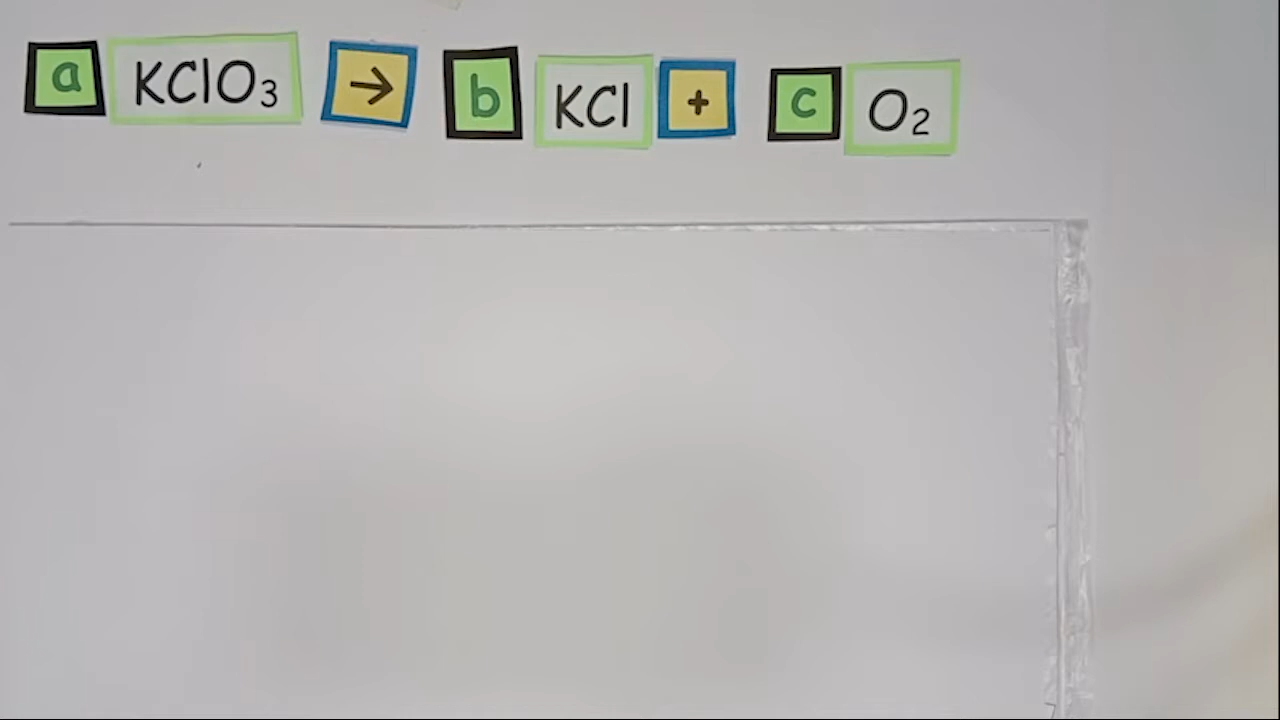 a KClO₃ → b KCl + c O₂